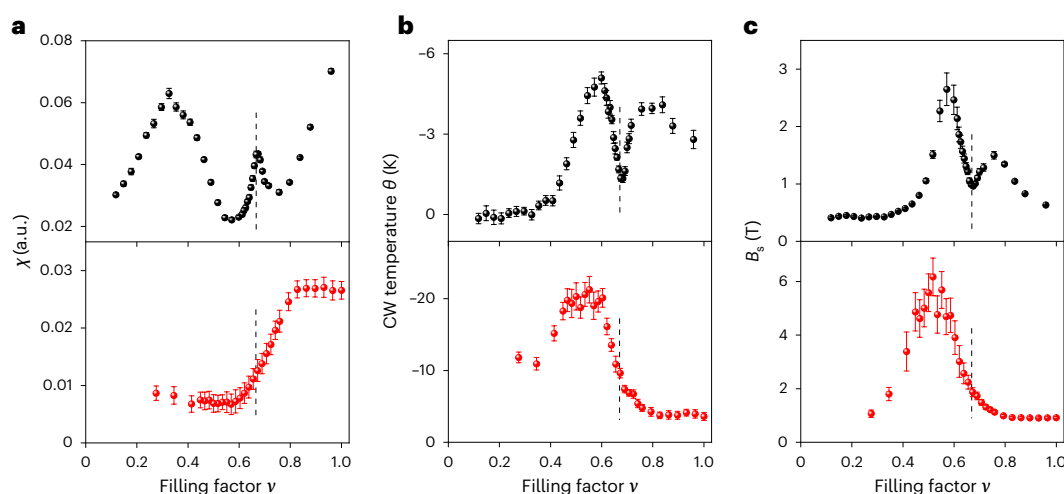 a
b
c
0.08
0.06
0.04
0.02
0.03
0.02
0.01
0
χ (a.u.)
0 0.2 0.4 0.6 0.8 1.0
Filling factor ν
–6
–3
0
–20
–10
0
CW temperature θ (K)
0 0.2 0.4 0.6 0.8 1.0
Filling factor ν
3
2
1
0
6
4
2
0
Bs (T)
0.2 0.4 0.6 0.8 1.0
Filling factor ν